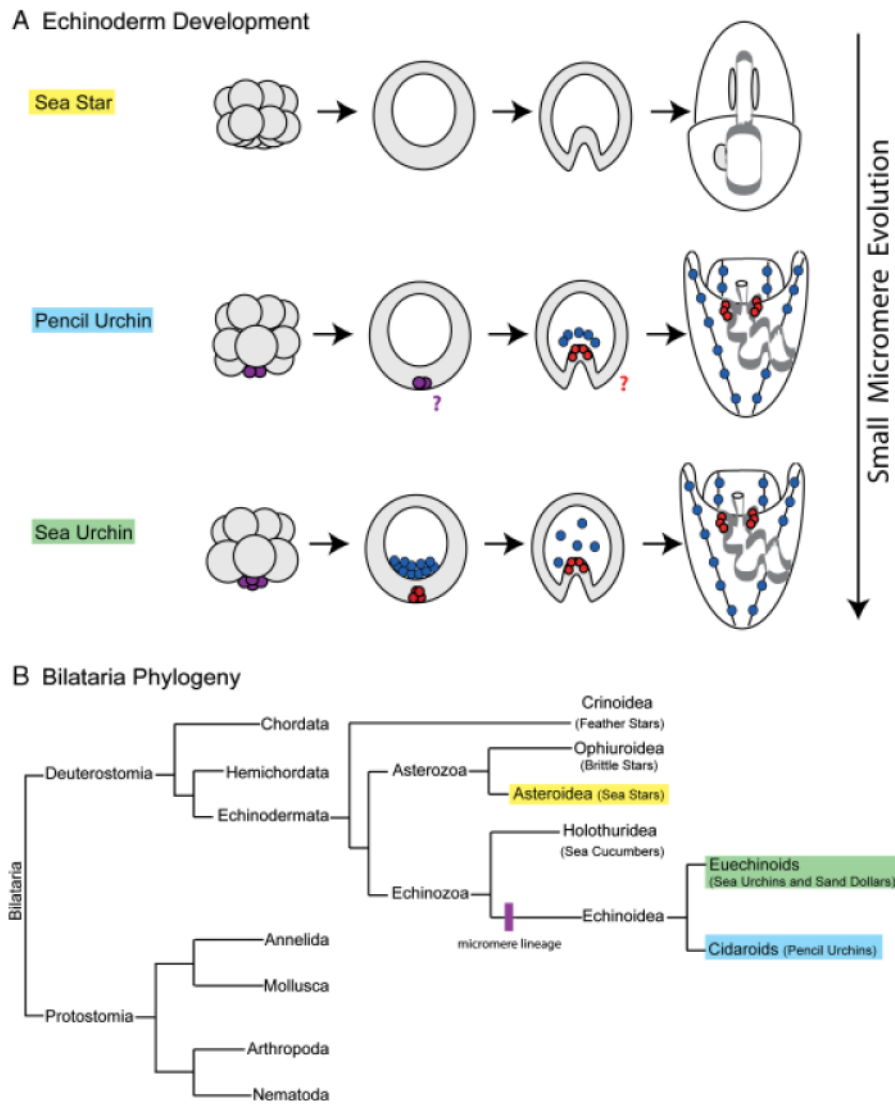 A Echinoderm Development
Sea Star
Pencil Urchin
?
?
Sea Urchin
Small Micromere Evolution
B Bilataria Phylogeny
Bilataria
Deuterostomia
Chordata
Hemichordata
Echinodermata
Crinoidea
(Feather Stars)
Asterozoa
Ophiuroidea
(Brittle Stars)
Asteroidea (Sea Stars)
Holothuridea
(Sea Cucumbers)
Echinozoa
micromere lineage
Echinoidea
Euechinoids
(Sea Urchins and Sand Dollars)
Cidaroids (Pencil Urchins)
Protostomia
Annelida
Mollusca
Arthropoda
Nematoda